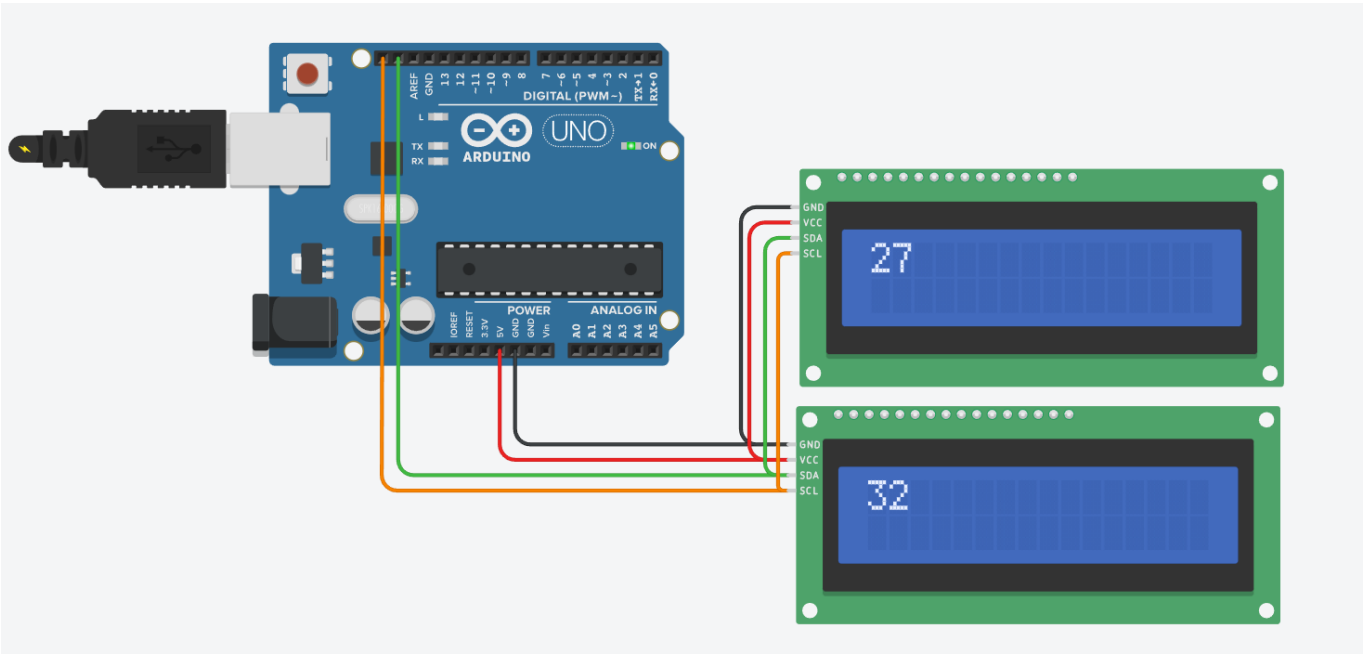 AREF
GND
13
12
~11
~10
~9
8
7
~6
~5
4
~3
2
TX→1
RX←0
DIGITAL (PWM~)
L
TX
RX
UNO
ON
ARDUINO
POWER
ANALOG IN
IOREF
RESET
3.3V
5V
GND
GND
Vin
A0
A1
A2
A3
A4
A5
GND
VCC
SDA
SCL
27
GND
VCC
SDA
SCL
32